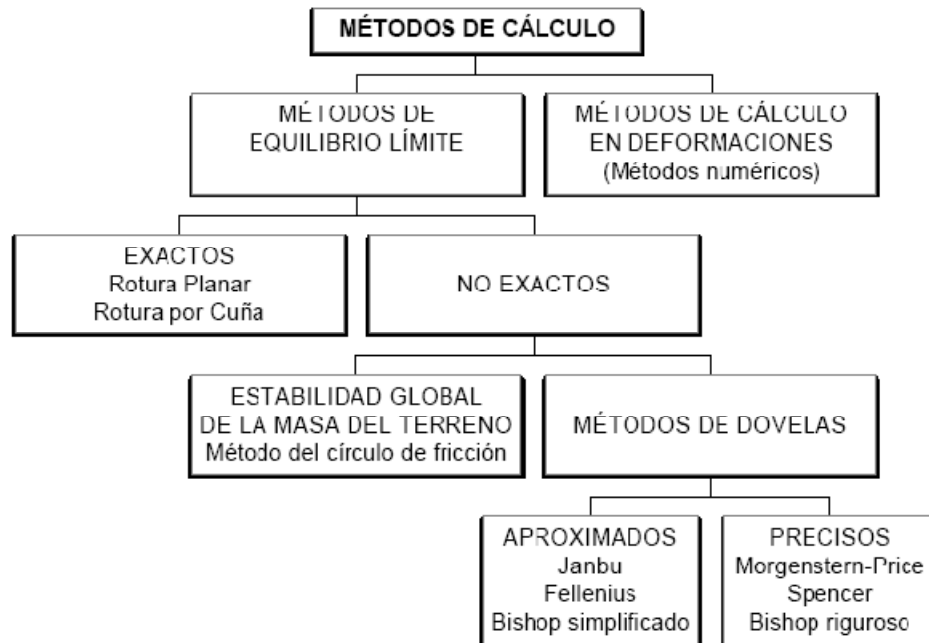 MÉTODOS DE CÁLCULO
MÉTODOS DE
EQUILIBRIO LÍMITE
MÉTODOS DE CÁLCULO
EN DEFORMACIONES
(Métodos numéricos)
EXACTOS
Rotura Planar
Rotura por Cuña
NO EXACTOS
ESTABILIDAD GLOBAL
DE LA MASA DEL TERRENO
Método del círculo de fricción
MÉTODOS DE DOVELAS
APROXIMADOS
Janbu
Fellenius
Bishop simplificado
PRECISOS
Morgenstern-Price
Spencer
Bishop riguroso